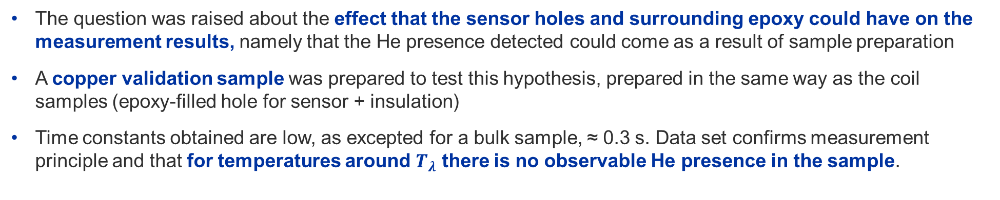 • The question was raised about the effect that the sensor holes and surrounding epoxy could have on the
measurement results, namely that the He presence detected could come as a result of sample preparation
• A copper validation sample was prepared to test this hypothesis, prepared in the same way as the coil
samples (epoxy-filled hole for sensor + insulation)
• Time constants obtained are low, as excepted for a bulk sample, ≈ 0.3 s. Data set confirms measurement
principle and that for temperatures around T_λ there is no observable He presence in the sample.